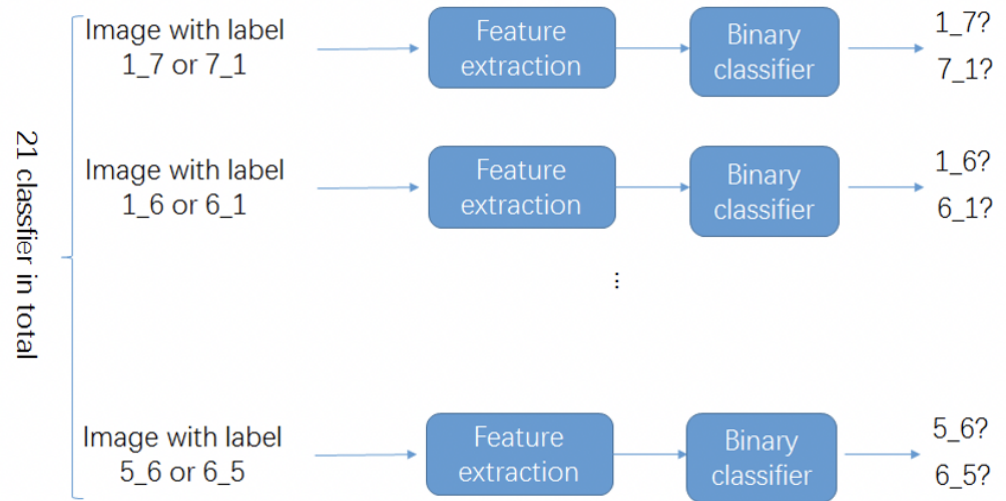 21 classfier in total
Image with label
1_7 or 7_1
Feature
extraction
Binary
classifier
1_7?
7_1?
Image with label
1_6 or 6_1
Feature
extraction
Binary
classifier
1_6?
6_1?
...
Image with label
5_6 or 6_5
Feature
extraction
Binary
classifier
5_6?
6_5?